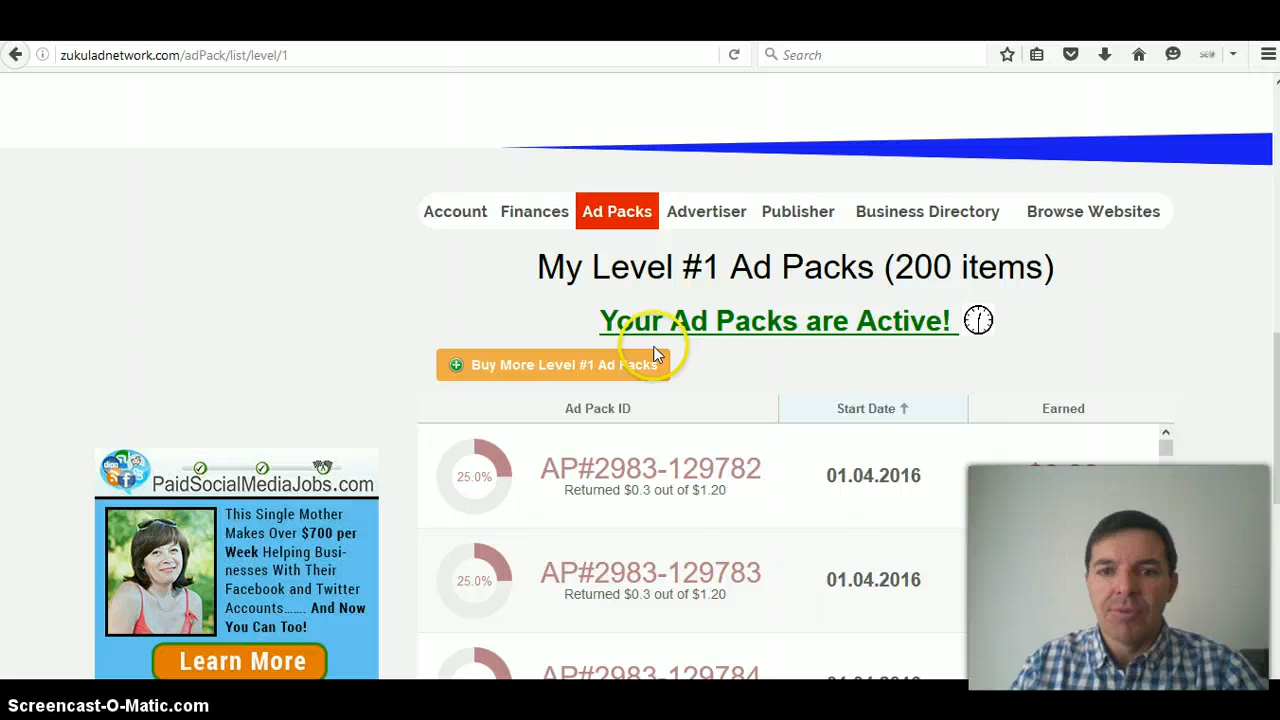 zukuladnetwork.com/adPack/list/level/1
Search
Account Finances Ad Packs Advertiser Publisher Business Directory Browse Websites
My Level #1 Ad Packs (200 items)
Your Ad Packs are Active!
Buy More Level #1 Ad Packs
Ad Pack ID Start Date Earned
25.0% AP#2983-129782 01.04.2016
Returned $0.3 out of $1.20
25.0% AP#2983-129783 01.04.2016
Returned $0.3 out of $1.20
AP#2983-129784
PaidSocialMediaJobs.com
This Single Mother
Makes Over $700 per
Week Helping Busi-
nesses With Their
Facebook and Twitter
Accounts....... And Now
You Can Too!
Learn More
Screencast-O-Matic.com